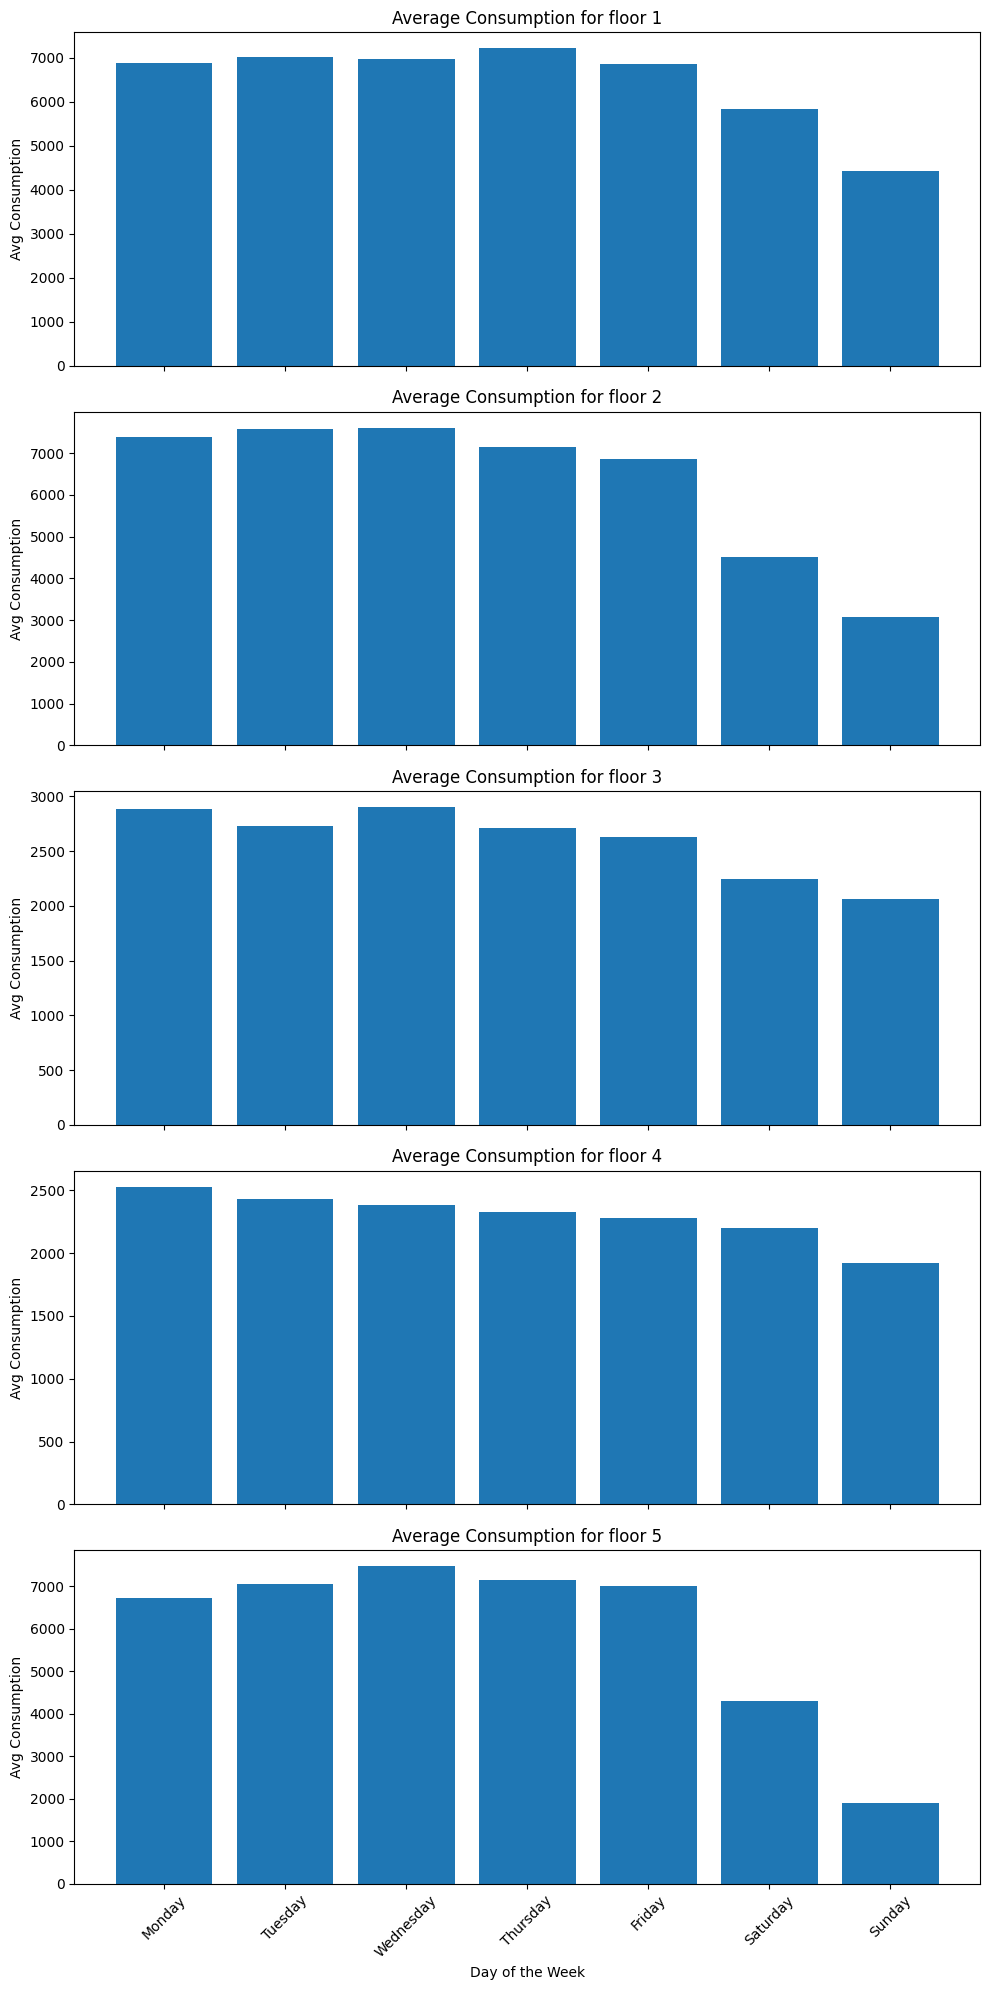 Average Consumption for floor 1
Avg Consumption
7000
6000
5000
4000
3000
2000
1000
0
Average Consumption for floor 2
Avg Consumption
7000
6000
5000
4000
3000
2000
1000
0
Average Consumption for floor 3
Avg Consumption
3000
2500
2000
1500
1000
500
0
Average Consumption for floor 4
Avg Consumption
2500
2000
1500
1000
500
0
Average Consumption for floor 5
Avg Consumption
7000
6000
5000
4000
3000
2000
1000
0
Monday
Tuesday
Wednesday
Thursday
Friday
Saturday
Sunday
Day of the Week